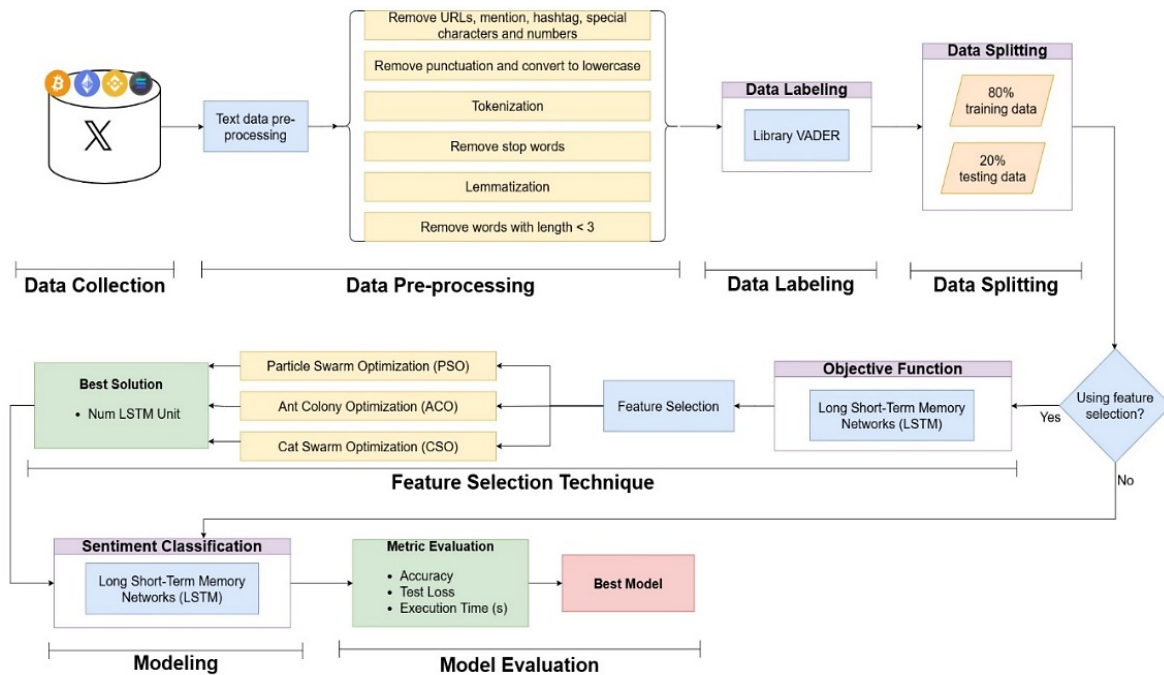 Remove URLs, mention, hashtag, special
characters and numbers
Remove punctuation and convert to lowercase
Tokenization
Remove stop words
Lemmatization
Remove words with length < 3
X
Text data pre-
processing
Data Labeling
Library VADER
Data Splitting
80%
training data
20%
testing data
Data Collection
Data Pre-processing
Data Labeling
Data Splitting
Using feature
selection?
Yes
No
Objective Function
Long Short-Term Memory
Networks (LSTM)
Feature Selection
Particle Swarm Optimization (PSO)
Ant Colony Optimization (ACO)
Cat Swarm Optimization (CSO)
Best Solution
• Num LSTM Unit
Feature Selection Technique
Sentiment Classification
Long Short-Term Memory
Networks (LSTM)
Metric Evaluation
• Accuracy
• Test Loss
• Execution Time (s)
Best Model
Modeling
Model Evaluation